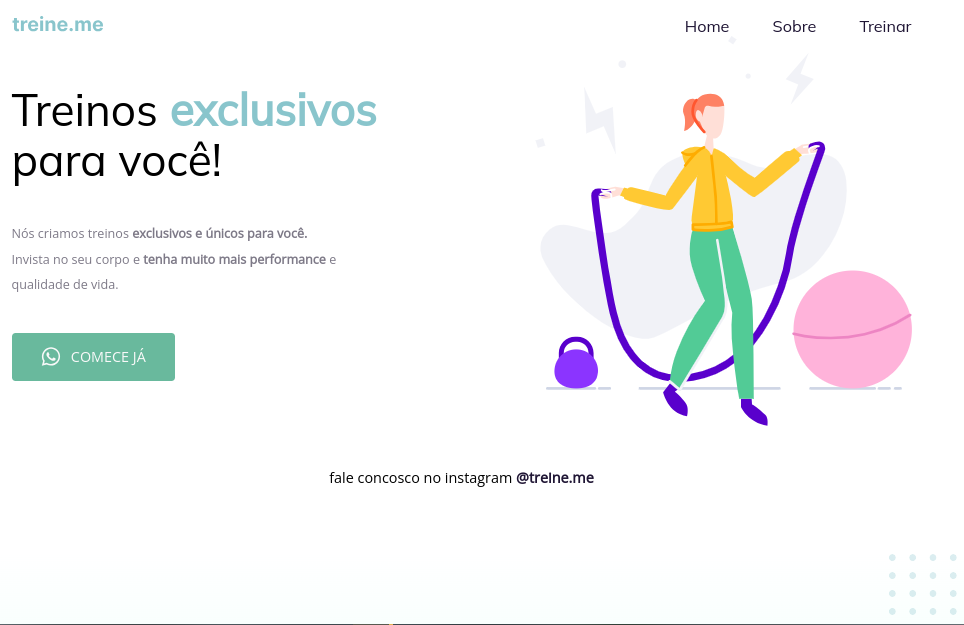 treine.me
Home Sobre Treinar
Treinos exclusivos
para você!
Nós criamos treinos exclusivos e únicos para você.
Invista no seu corpo e tenha muito mais performance e
qualidade de vida.
COMECE JÁ
fale concosco no instagram @treine.me